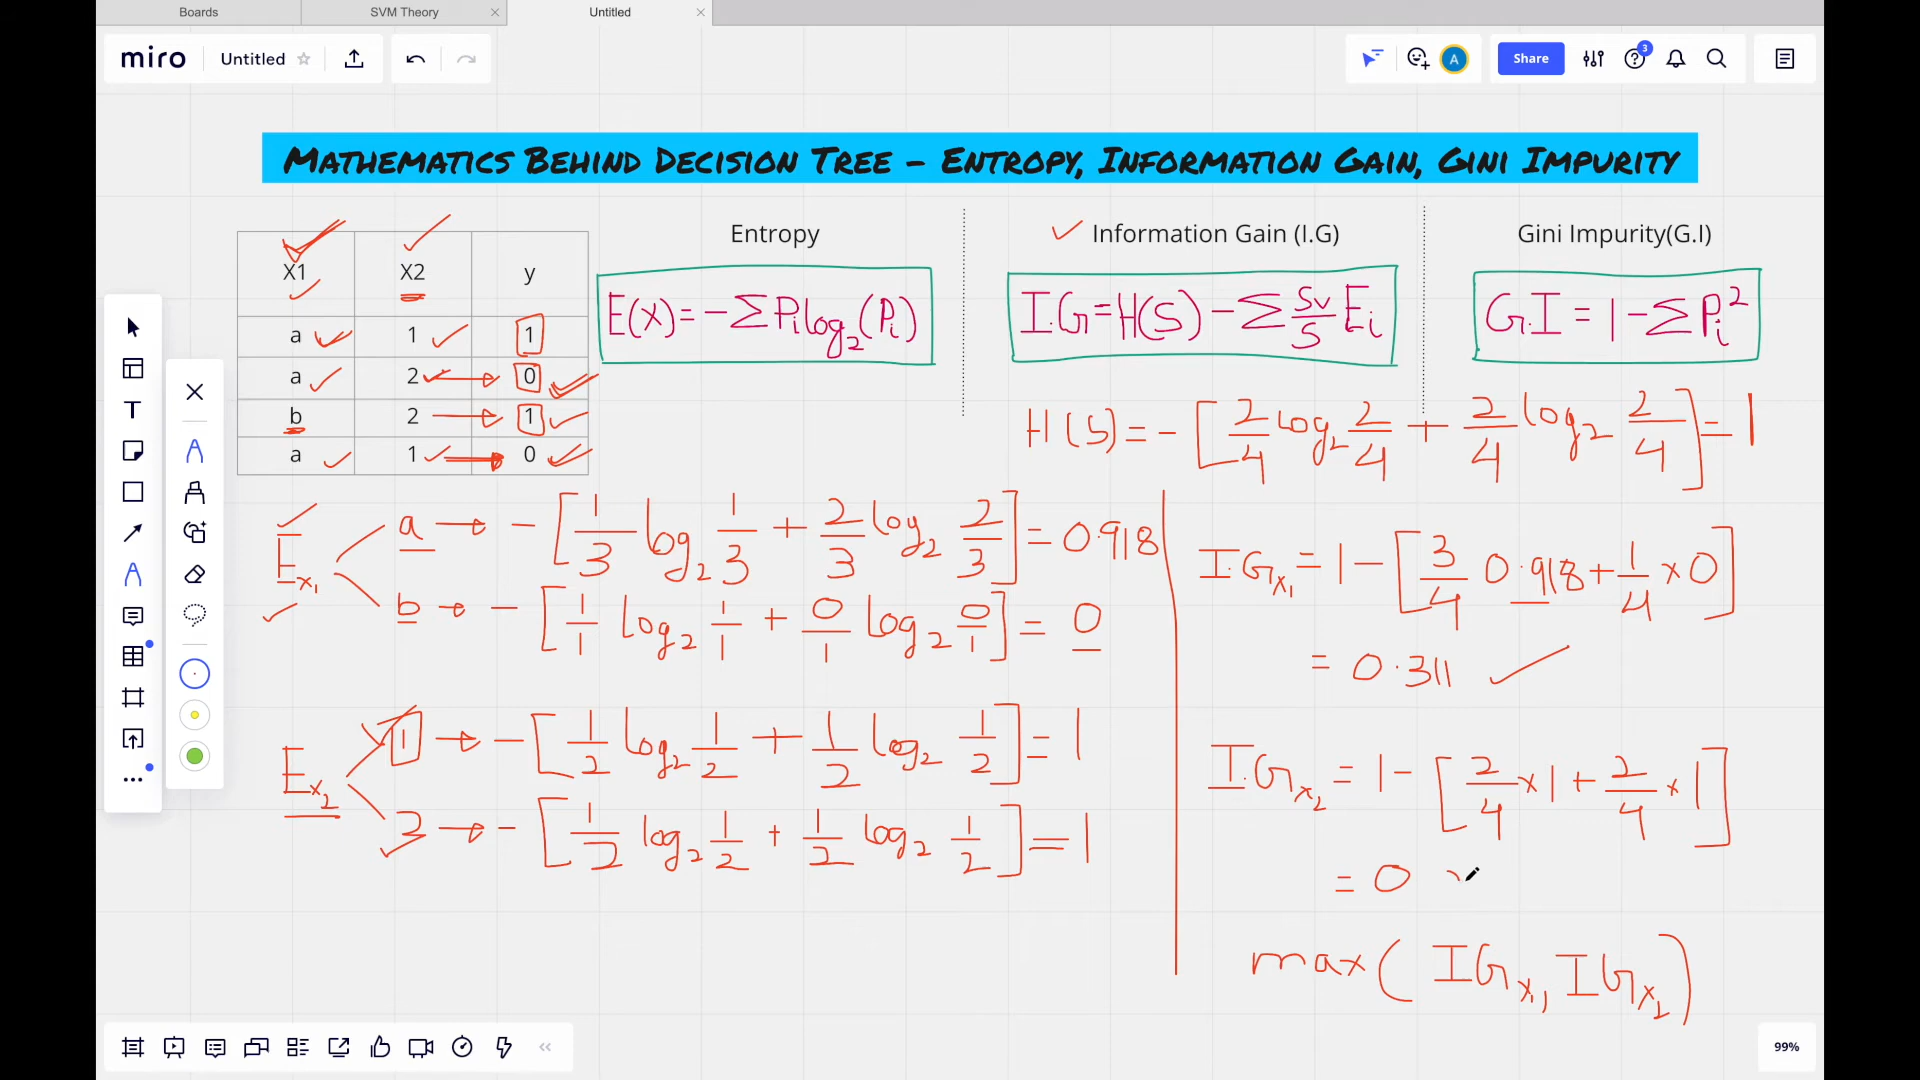 Boards
SVM Theory
Untitled
miro
Untitled
3
A
Share
MATHEMATICS BEHIND DECISION TREE - ENTROPY, INFORMATION GAIN, GINI IMPURITY
X1 X2 y
a 1 1
a 2 0
b 2 1
a 1 0
Entropy
E(X) = - Σ Pi log₂ (Pi)
Information Gain (I.G)
I.G = H(S) - Σ Sv/S Ei
Gini Impurity(G.I)
G.I = 1 - Σ Pi²
H(S) = - [2/4 log₂ 2/4 + 2/4 log₂ 2/4] = 1
Ex₁
a → - [1/3 log₂ 1/3 + 2/3 log₂ 2/3] = 0.918
b → - [1/1 log₂ 1/1 + 0/1 log₂ 0/1] = 0
Ex₂
1 → - [1/2 log₂ 1/2 + 1/2 log₂ 1/2] = 1
2 → - [1/2 log₂ 1/2 + 1/2 log₂ 1/2] = 1
I.Gx₁ = 1 - [3/4 0.918 + 1/4 × 0]
= 0.311
I.Gx₂ = 1 - [2/4 × 1 + 2/4 × 1]
= 0
max (IGx₁, IGx₂)
99%